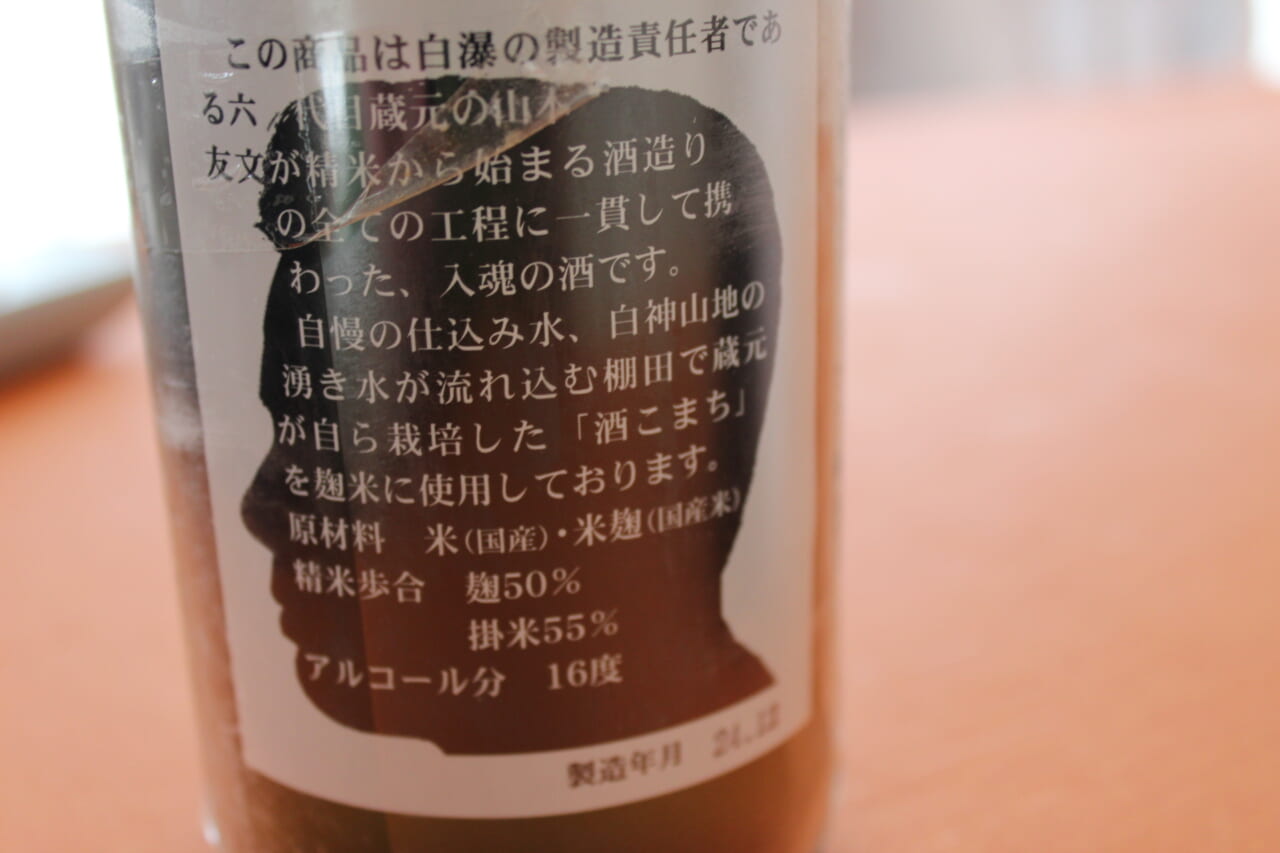 この商品は白瀑の製造責任者であ
る六代目蔵元の山本
友文が精米から始まる酒造り
の全ての工程に一貫して携
わった、入魂の酒です。
自慢の仕込み水、白神山地の
湧き水が流れ込む棚田で蔵元
が自ら栽培した「酒こまち」
を麹米に使用しております。
原材料　米(国産)・米麹(国産米)
精米歩合　麹50%
掛米55%
アルコール分　16度
製造年月　24.12